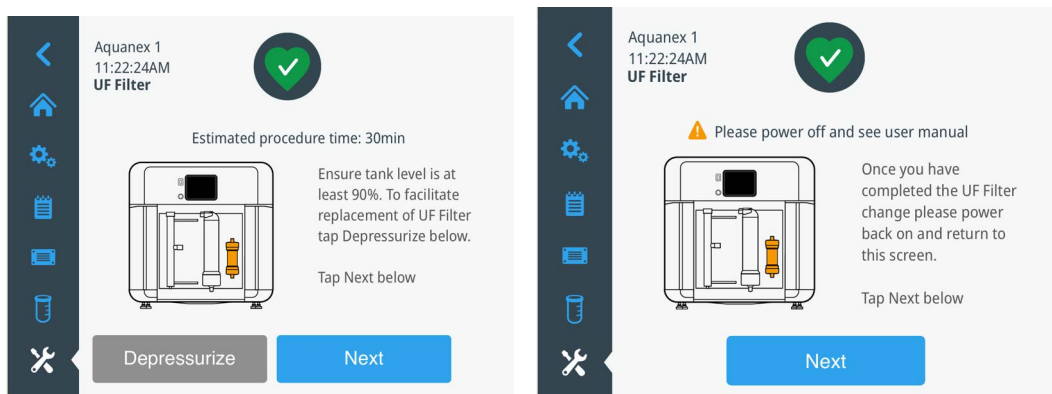 Aquanex 1
11:22:24AM
UF Filter
Estimated procedure time: 30min
Ensure tank level is at
least 90%. To facilitate
replacement of UF Filter
tap Depressurize below.
Tap Next below
Depressurize
Next
Aquanex 1
11:22:24AM
UF Filter
Please power off and see user manual
Once you have
completed the UF Filter
change please power
back on and return to
this screen.
Tap Next below
Next